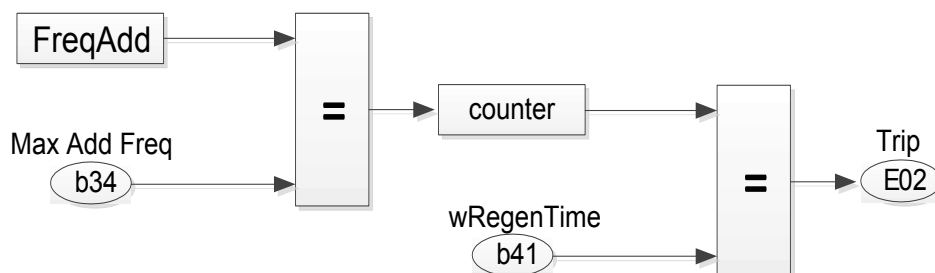 FreqAdd
=
counter
Max Add Freq
b34
Trip
E02
=
wRegenTime
b41